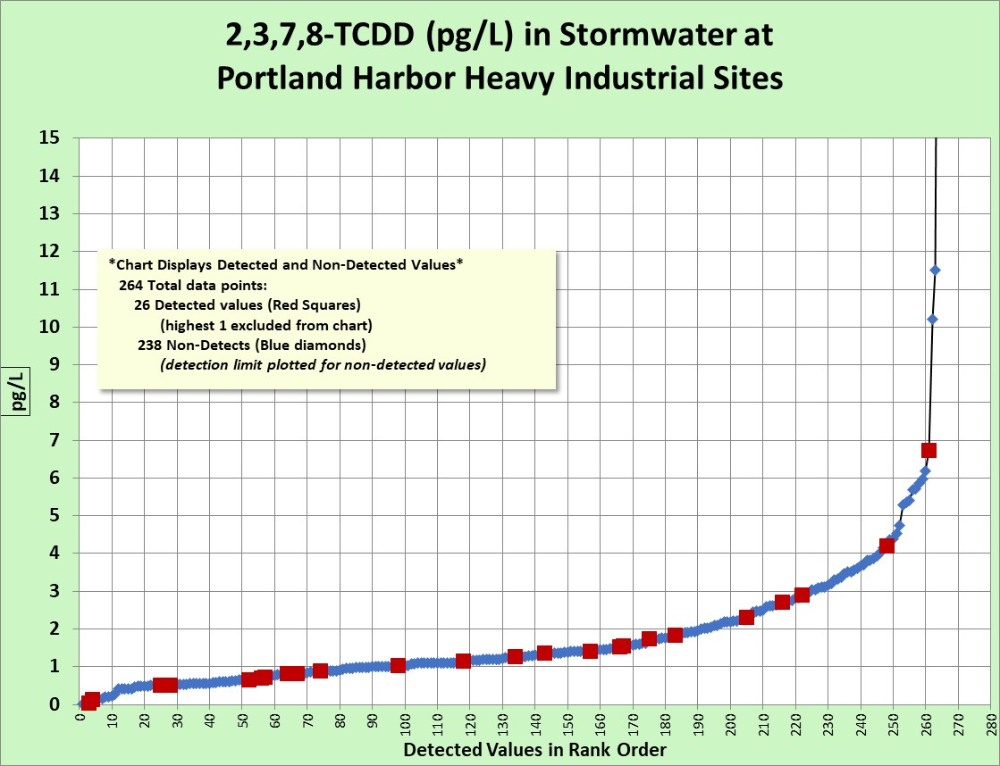 2,3,7,8-TCDD (pg/L) in Stormwater at
Portland Harbor Heavy Industrial Sites
15
14
13
12
11
10
9
8
7
6
5
4
3
2
1
0
pg/L
*Chart Displays Detected and Non-Detected Values*
264 Total data points:
26 Detected values (Red Squares)
(highest 1 excluded from chart)
238 Non-Detects (Blue diamonds)
(detection limit plotted for non-detected values)
0 10 20 30 40 50 60 70 80 90 100 110 120 130 140 150 160 170 180 190 200 210 220 230 240 250 260 270 280
Detected Values in Rank Order